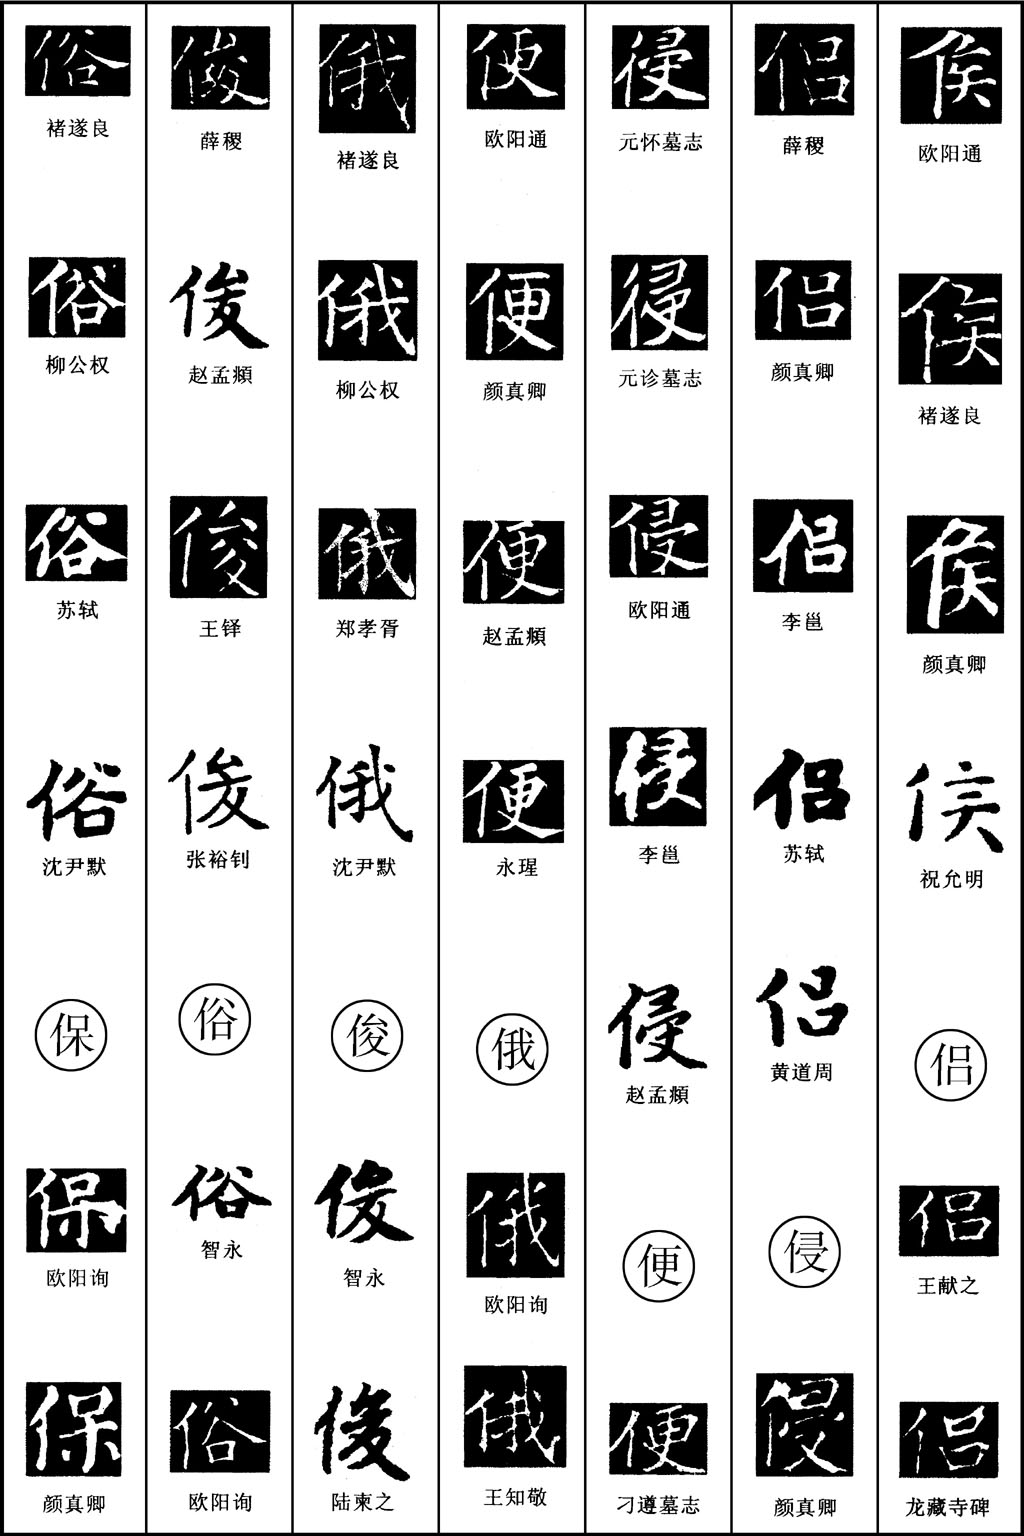 侯
欧阳通
侯
褚遂良
侯
颜真卿
侯
祝允明
侣
侣
王献之
侣
龙藏寺碑
侣
薛稷
侣
颜真卿
侣
李邕
侣
苏轼
侣
黄道周
侵
侵
颜真卿
侵
元怀墓志
侵
元诊墓志
侵
欧阳通
侵
李邕
侵
赵孟頫
便
便
刁遵墓志
便
欧阳通
便
颜真卿
便
赵孟頫
便
永瑆
俄
俄
欧阳询
俄
王知敬
俄
褚遂良
俄
柳公权
俄
郑孝胥
俄
沈尹默
俊
俊
智永
俊
陆柬之
俊
薛稷
俊
赵孟頫
俊
王铎
俊
张裕钊
俗
俗
智永
俗
欧阳询
俗
褚遂良
俗
柳公权
俗
苏轼
俗
沈尹默
保
保
欧阳询
保
颜真卿